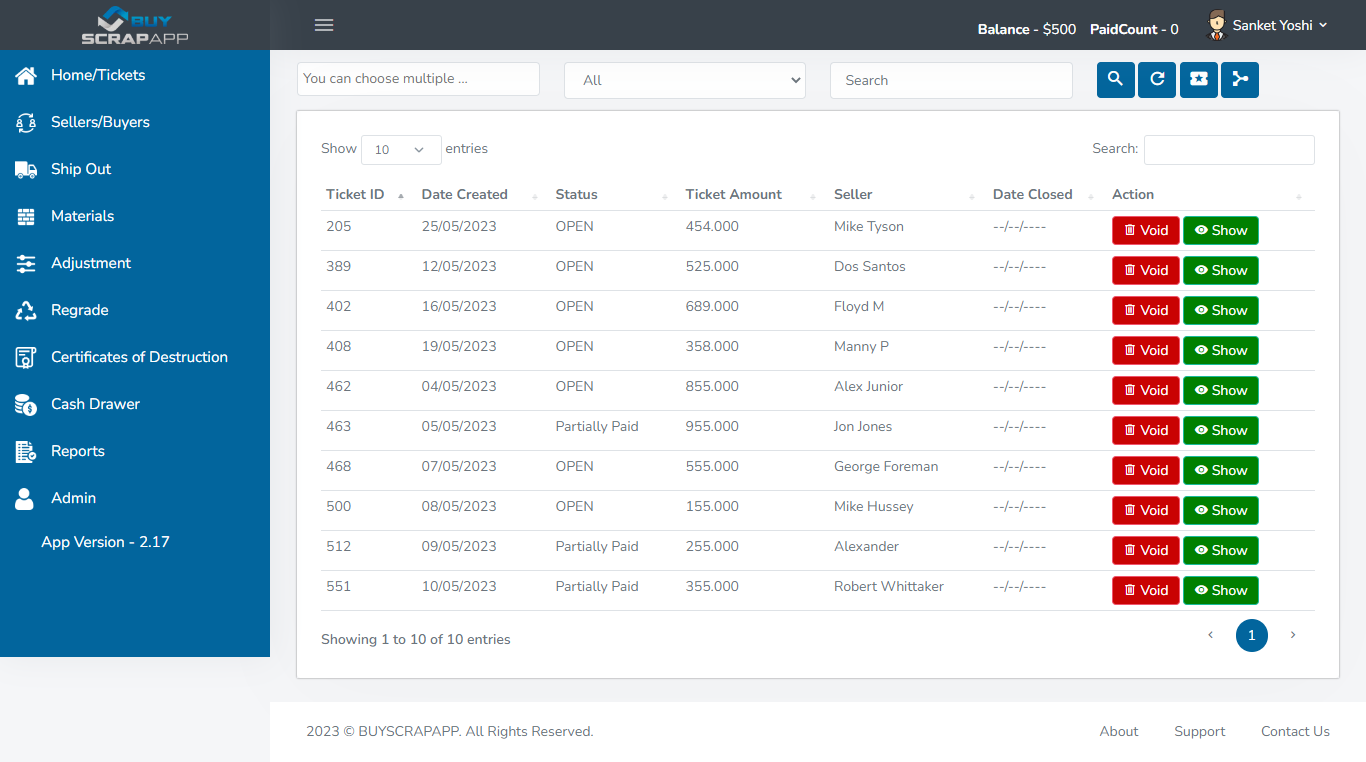 BUY
SCRAPAPP
Balance - $500 PaidCount - 0 Sanket Yoshi
Home/Tickets
Sellers/Buyers
Ship Out
Materials
Adjustment
Regrade
Certificates of Destruction
Cash Drawer
Reports
Admin
App Version - 2.17
You can choose multiple ... All Search
Show 10 entries Search:
Ticket ID Date Created Status Ticket Amount Seller Date Closed Action
205 25/05/2023 OPEN 454.000 Mike Tyson --/--/---- Void Show
389 12/05/2023 OPEN 525.000 Dos Santos --/--/---- Void Show
402 16/05/2023 OPEN 689.000 Floyd M --/--/---- Void Show
408 19/05/2023 OPEN 358.000 Manny P --/--/---- Void Show
462 04/05/2023 OPEN 855.000 Alex Junior --/--/---- Void Show
463 05/05/2023 Partially Paid 955.000 Jon Jones --/--/---- Void Show
468 07/05/2023 OPEN 555.000 George Foreman --/--/---- Void Show
500 08/05/2023 OPEN 155.000 Mike Hussey --/--/---- Void Show
512 09/05/2023 Partially Paid 255.000 Alexander --/--/---- Void Show
551 10/05/2023 Partially Paid 355.000 Robert Whittaker --/--/---- Void Show
Showing 1 to 10 of 10 entries 1
2023 © BUYSCRAPAPP. All Rights Reserved. About Support Contact Us